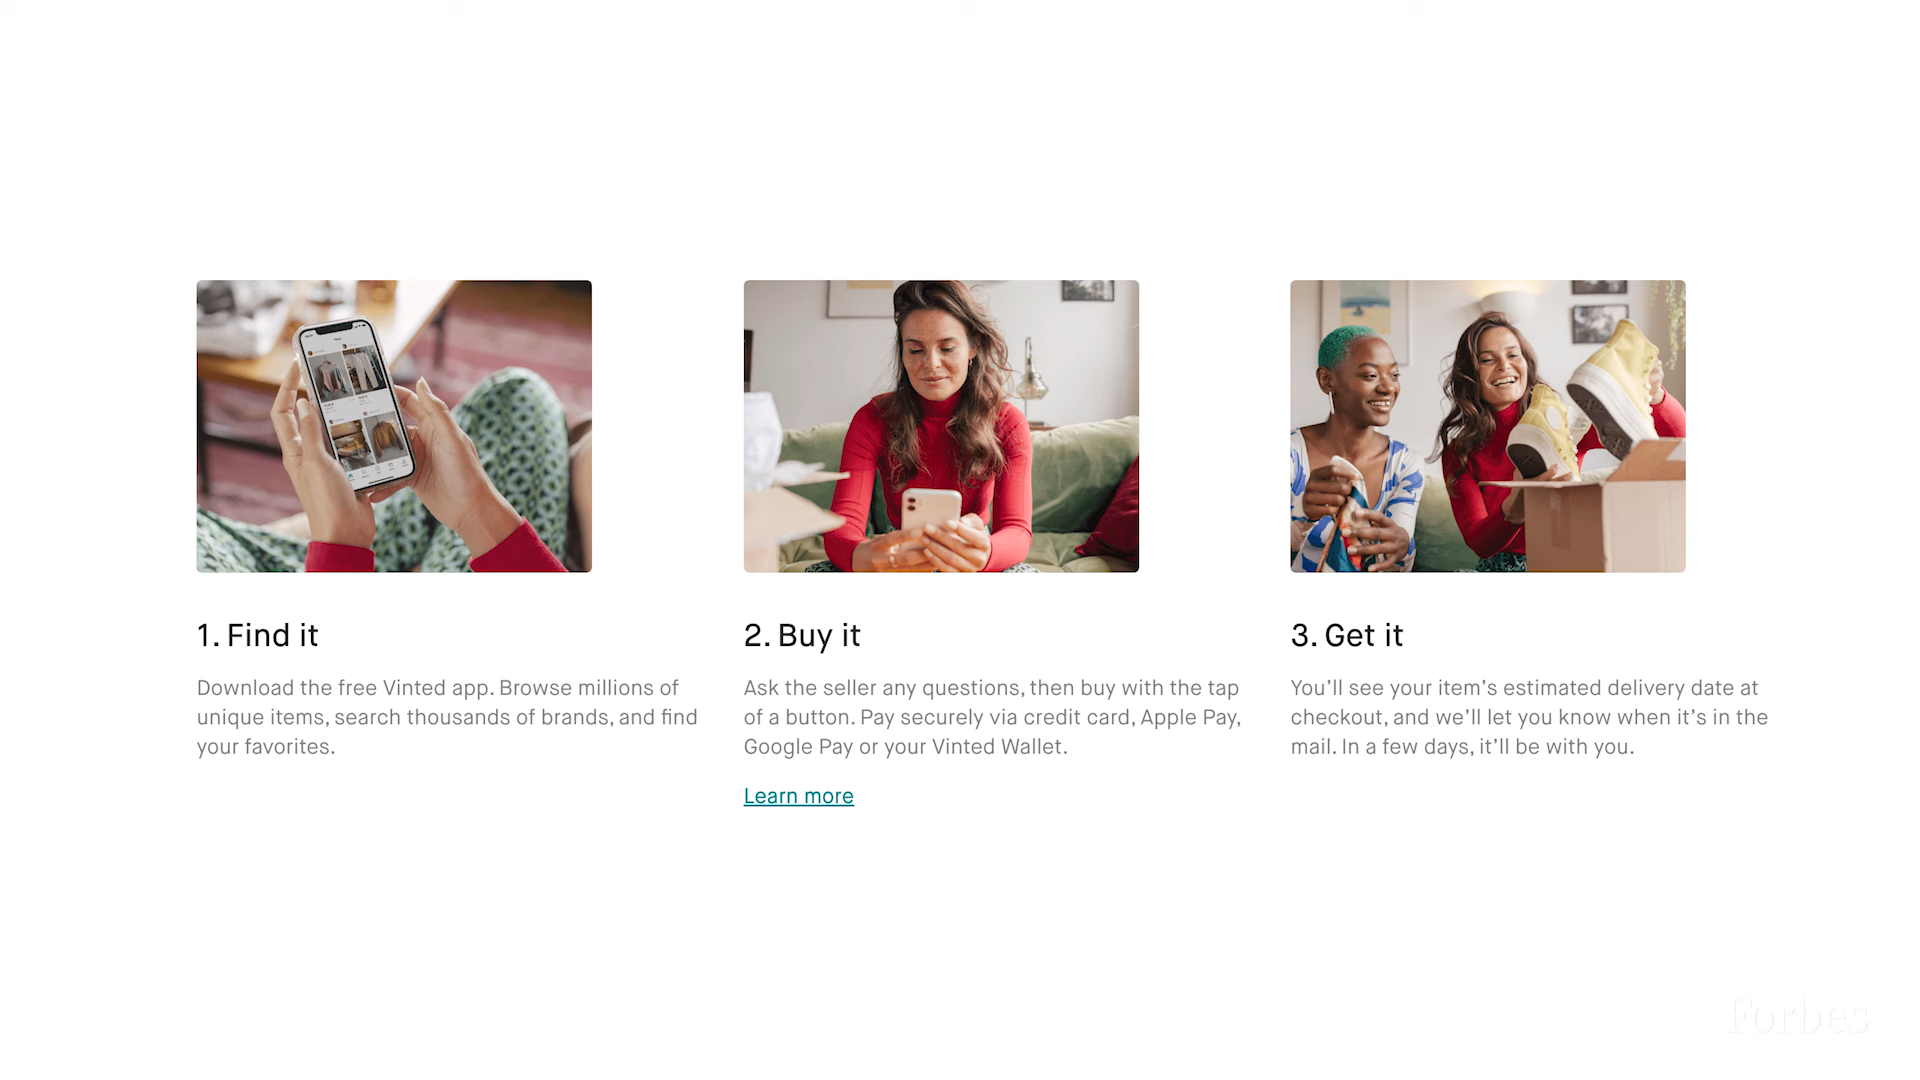 1. Find it
Download the free Vinted app. Browse millions of
unique items, search thousands of brands, and find
your favorites.
2. Buy it
Ask the seller any questions, then buy with the tap
of a button. Pay securely via credit card, Apple Pay,
Google Pay or your Vinted Wallet.
Learn more
3. Get it
You’ll see your item’s estimated delivery date at
checkout, and we’ll let you know when it’s in the
mail. In a few days, it’ll be with you.
Forbes